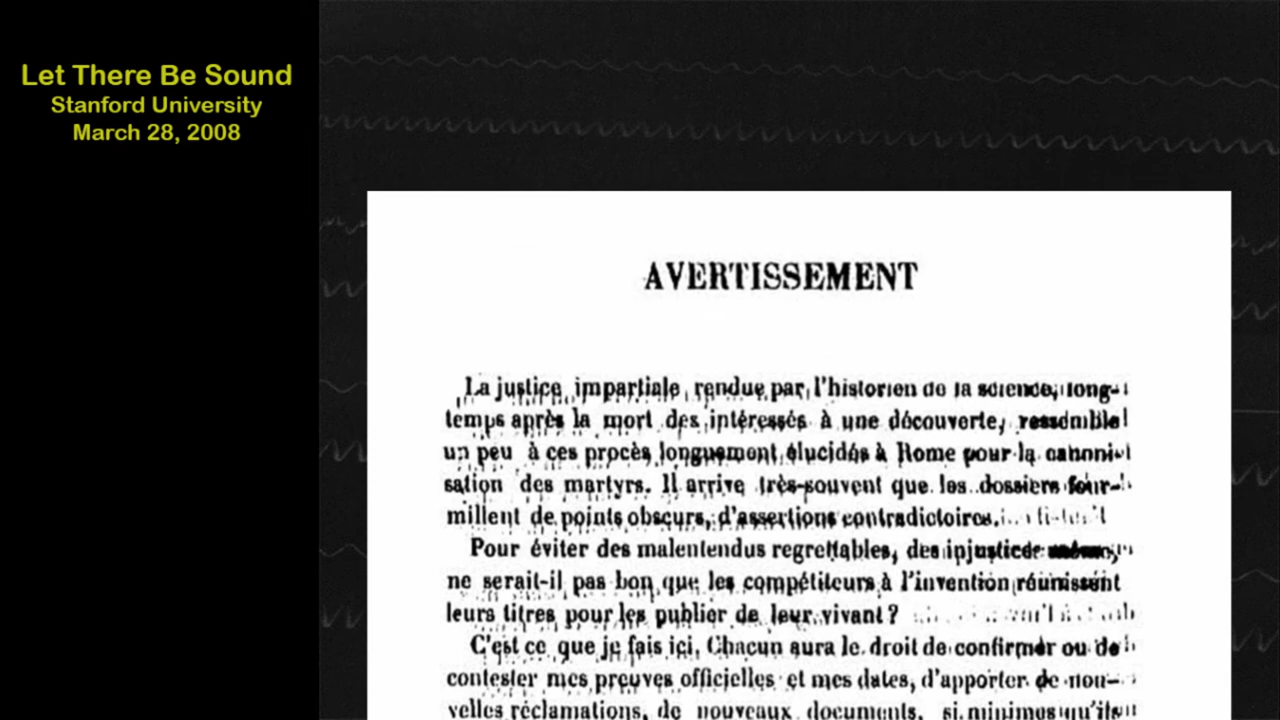 Let There Be Sound
Stanford University
March 28, 2008
AVERTISSEMENT
La justice impartiale rendue par l'historien de la science, long-
temps après la mort des intéressés à une découverte, ressemble
un peu à ces procès longuement élucidés à Rome pour la canoni-
sation des martyrs. Il arrive très-souvent que les dossiers four-
millent de points obscurs, d'assertions contradictoires.
Pour éviter des malentendus regrettables, des injustices même,
ne serait-il pas bon que les compétiteurs à l'invention réunissent
leurs titres pour les publier de leur vivant ?
C'est ce que je fais ici. Chacun aura le droit de confirmer ou de
contester mes preuves officielles et mes dates, d'apporter de nou-
velles réclamations, de nouveaux documents, si minimes qu'ils